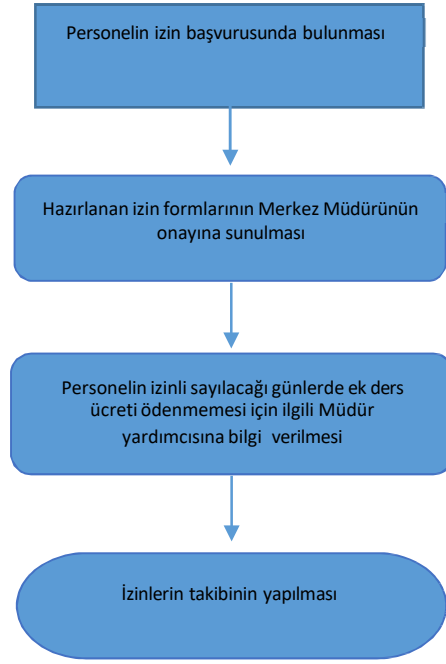 Personelin izin başvurusunda bulunması
Hazırlanan izin formlarının Merkez Müdürünün
onayına sunulması
Personelin izinli sayılacağı günlerde ek ders
ücreti ödenmemesi için ilgili Müdür
yardımcısına bilgi verilmesi
İzinlerin takibinin yapılması